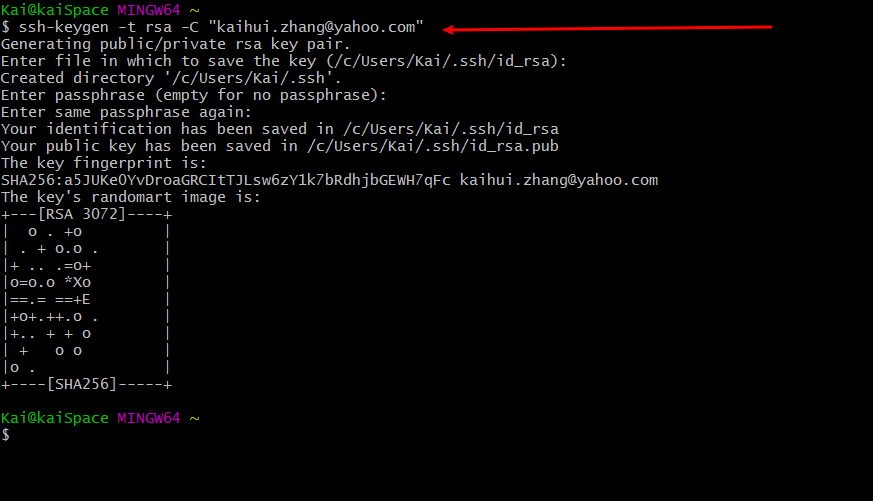 Kai@kaiSpace MINGW64 ~
$ ssh-keygen -t rsa -C "kaihui.zhang@yahoo.com"
Generating public/private rsa key pair.
Enter file in which to save the key (/c/Users/Kai/.ssh/id_rsa):
Created directory '/c/Users/Kai/.ssh'.
Enter passphrase (empty for no passphrase):
Enter same passphrase again:
Your identification has been saved in /c/Users/Kai/.ssh/id_rsa
Your public key has been saved in /c/Users/Kai/.ssh/id_rsa.pub
The key fingerprint is:
SHA256:a5JUKeOYvDroaGRCItTJLsw6zY1k7bRdhjbGEWH7qFc kaihui.zhang@yahoo.com
The key's randomart image is:
+---[RSA 3072]----+
|   o . +o        |
|  . + o.o .      |
|+ .. .=o+        |
|o=o.o *Xo        |
|==.= ==+E        |
|+o+.++.o .       |
|+.. + + o        |
| +   o o         |
|o .              |
+----[SHA256]-----+
Kai@kaiSpace MINGW64 ~
$